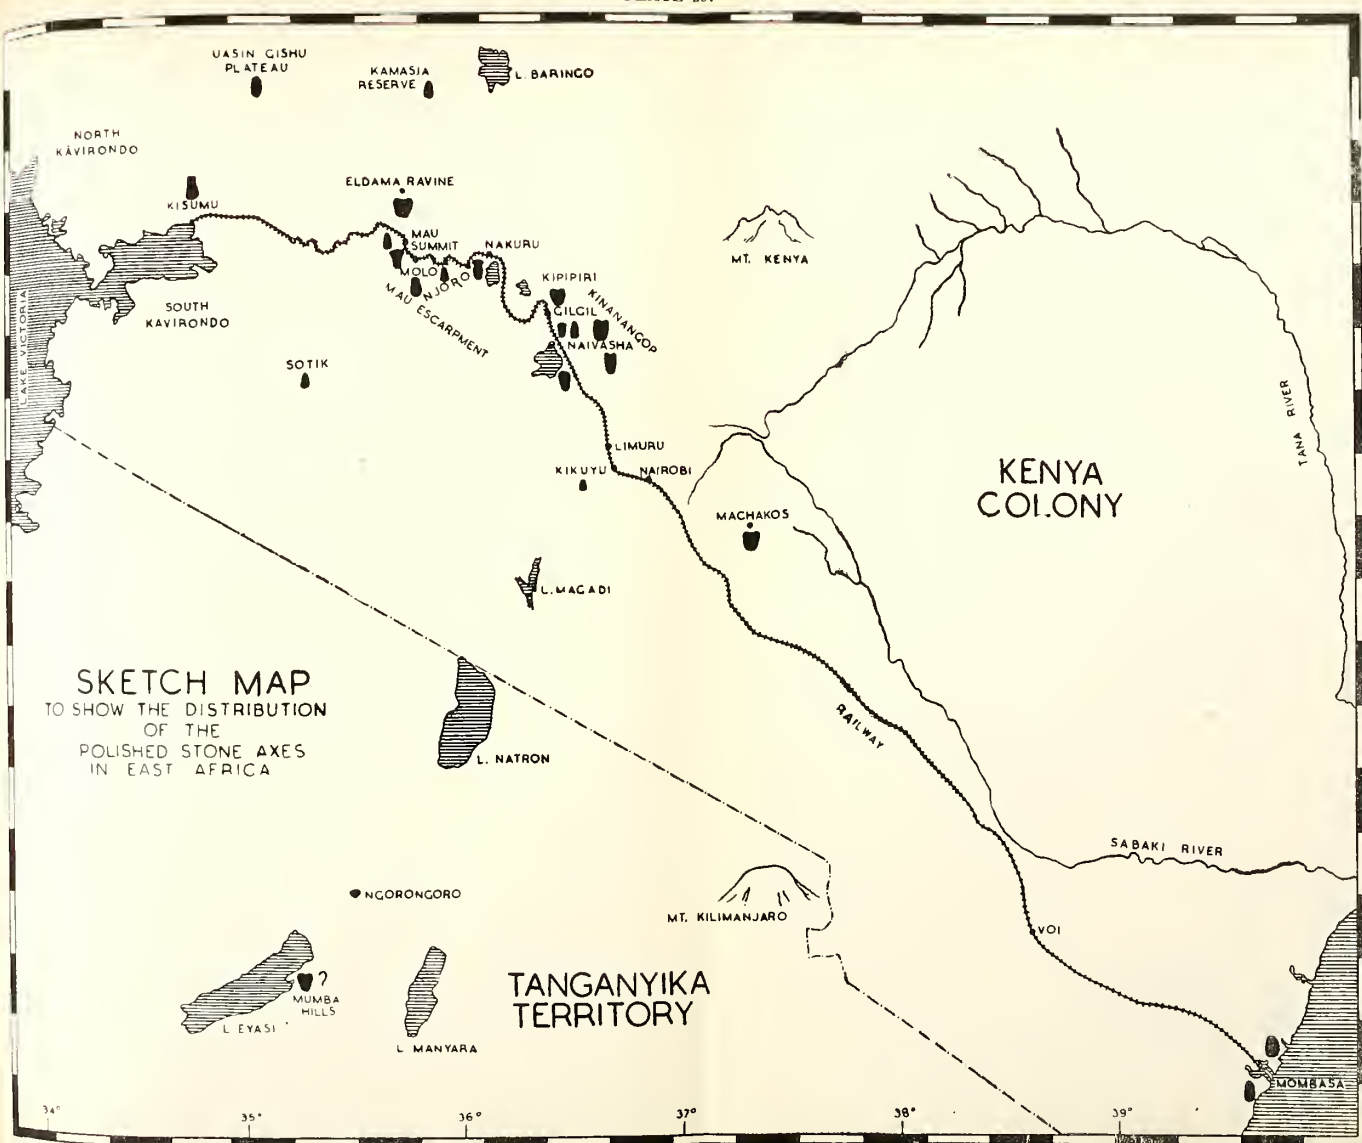 UASIN GISHU
PLATEAU
KAMASIA
RESERVE
L. BARINGO
NORTH
KAVIRONDO
KISUMU
ELDAMA RAVINE
MAU
SUMMIT
NAKURU
MOLO
NJORO
MAU ESCARPMENT
KIPIPIRI
KINANANGOP
GILGIL
NAIVASHA
MT. KENYA
SOUTH
KAVIRONDO
LAKE VICTORIA
SOTIK
TANA RIVER
LIMURU
KIKUYU
NAIROBI
KENYA
COLONY
MACHAKOS
L. MAGADI
SKETCH MAP
TO SHOW THE DISTRIBUTION
OF THE
POLISHED STONE AXES
IN EAST AFRICA
L. NATRON
RAILWAY
SABAKI RIVER
NGORONGORO
MT. KILIMANJARO
VOI
?
MUMBA
HILLS
L. EYASI
L. MANYARA
TANGANYIKA
TERRITORY
MOMBASA
34° 35° 36° 37° 38° 39°